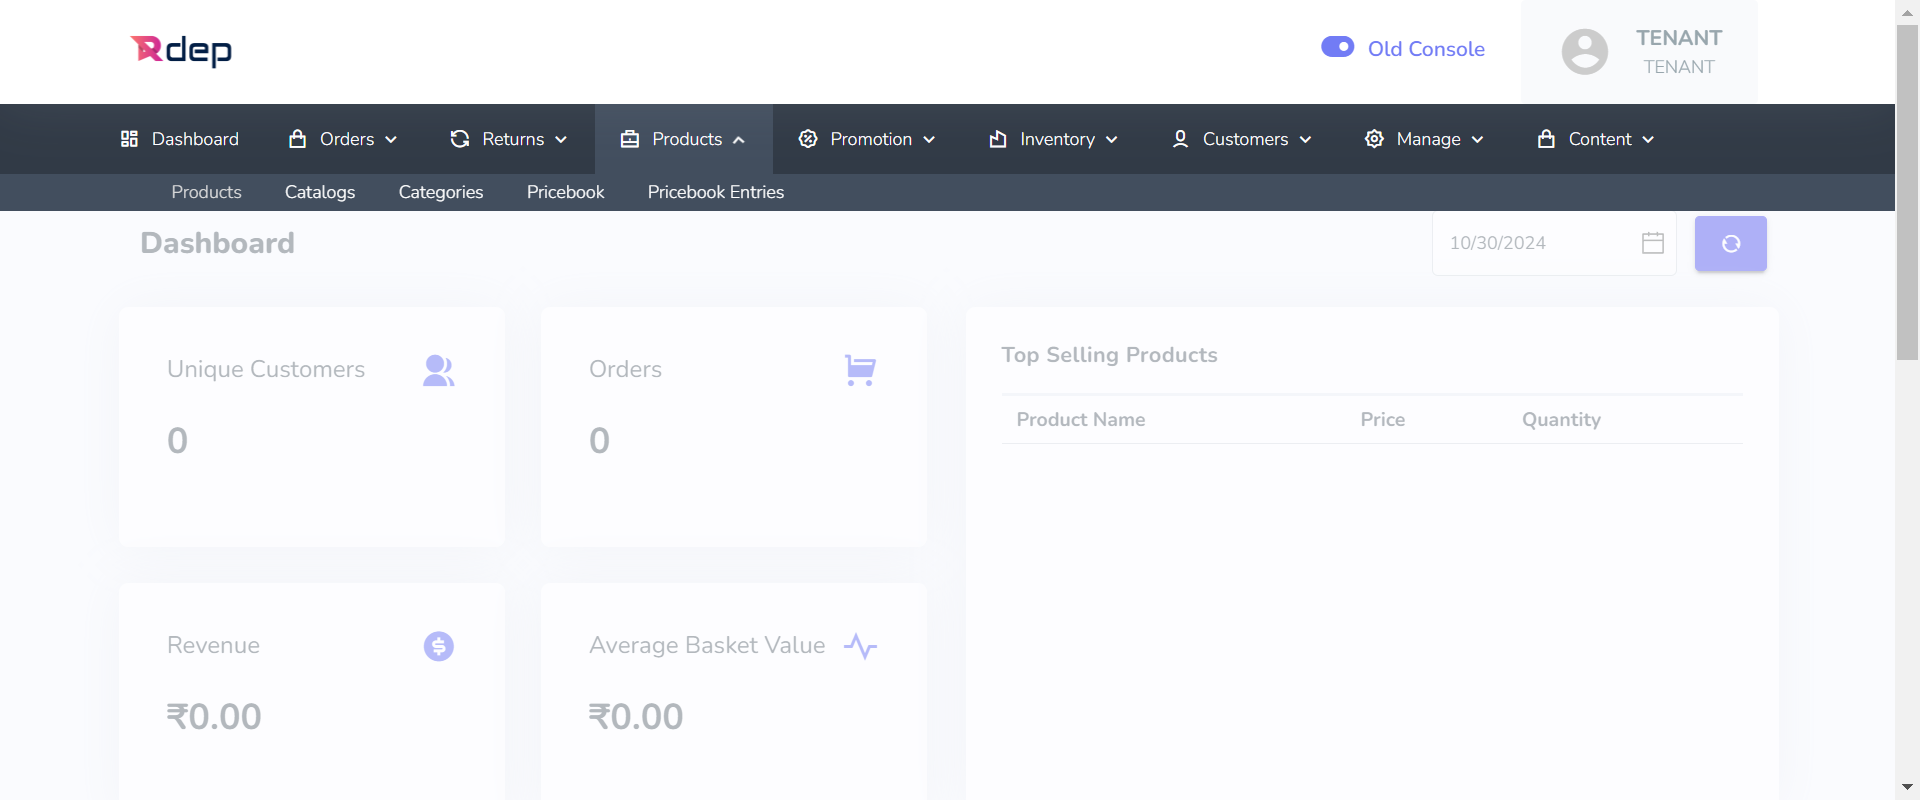 Rdep
Old Console
TENANT
TENANT
Dashboard Orders Returns Products Promotion Inventory Customers Manage Content
Products Catalogs Categories Pricebook Pricebook Entries
Dashboard
10/30/2024
Unique Customers
0
Orders
0
Top Selling Products
Product Name Price Quantity
Revenue
₹0.00
Average Basket Value
₹0.00